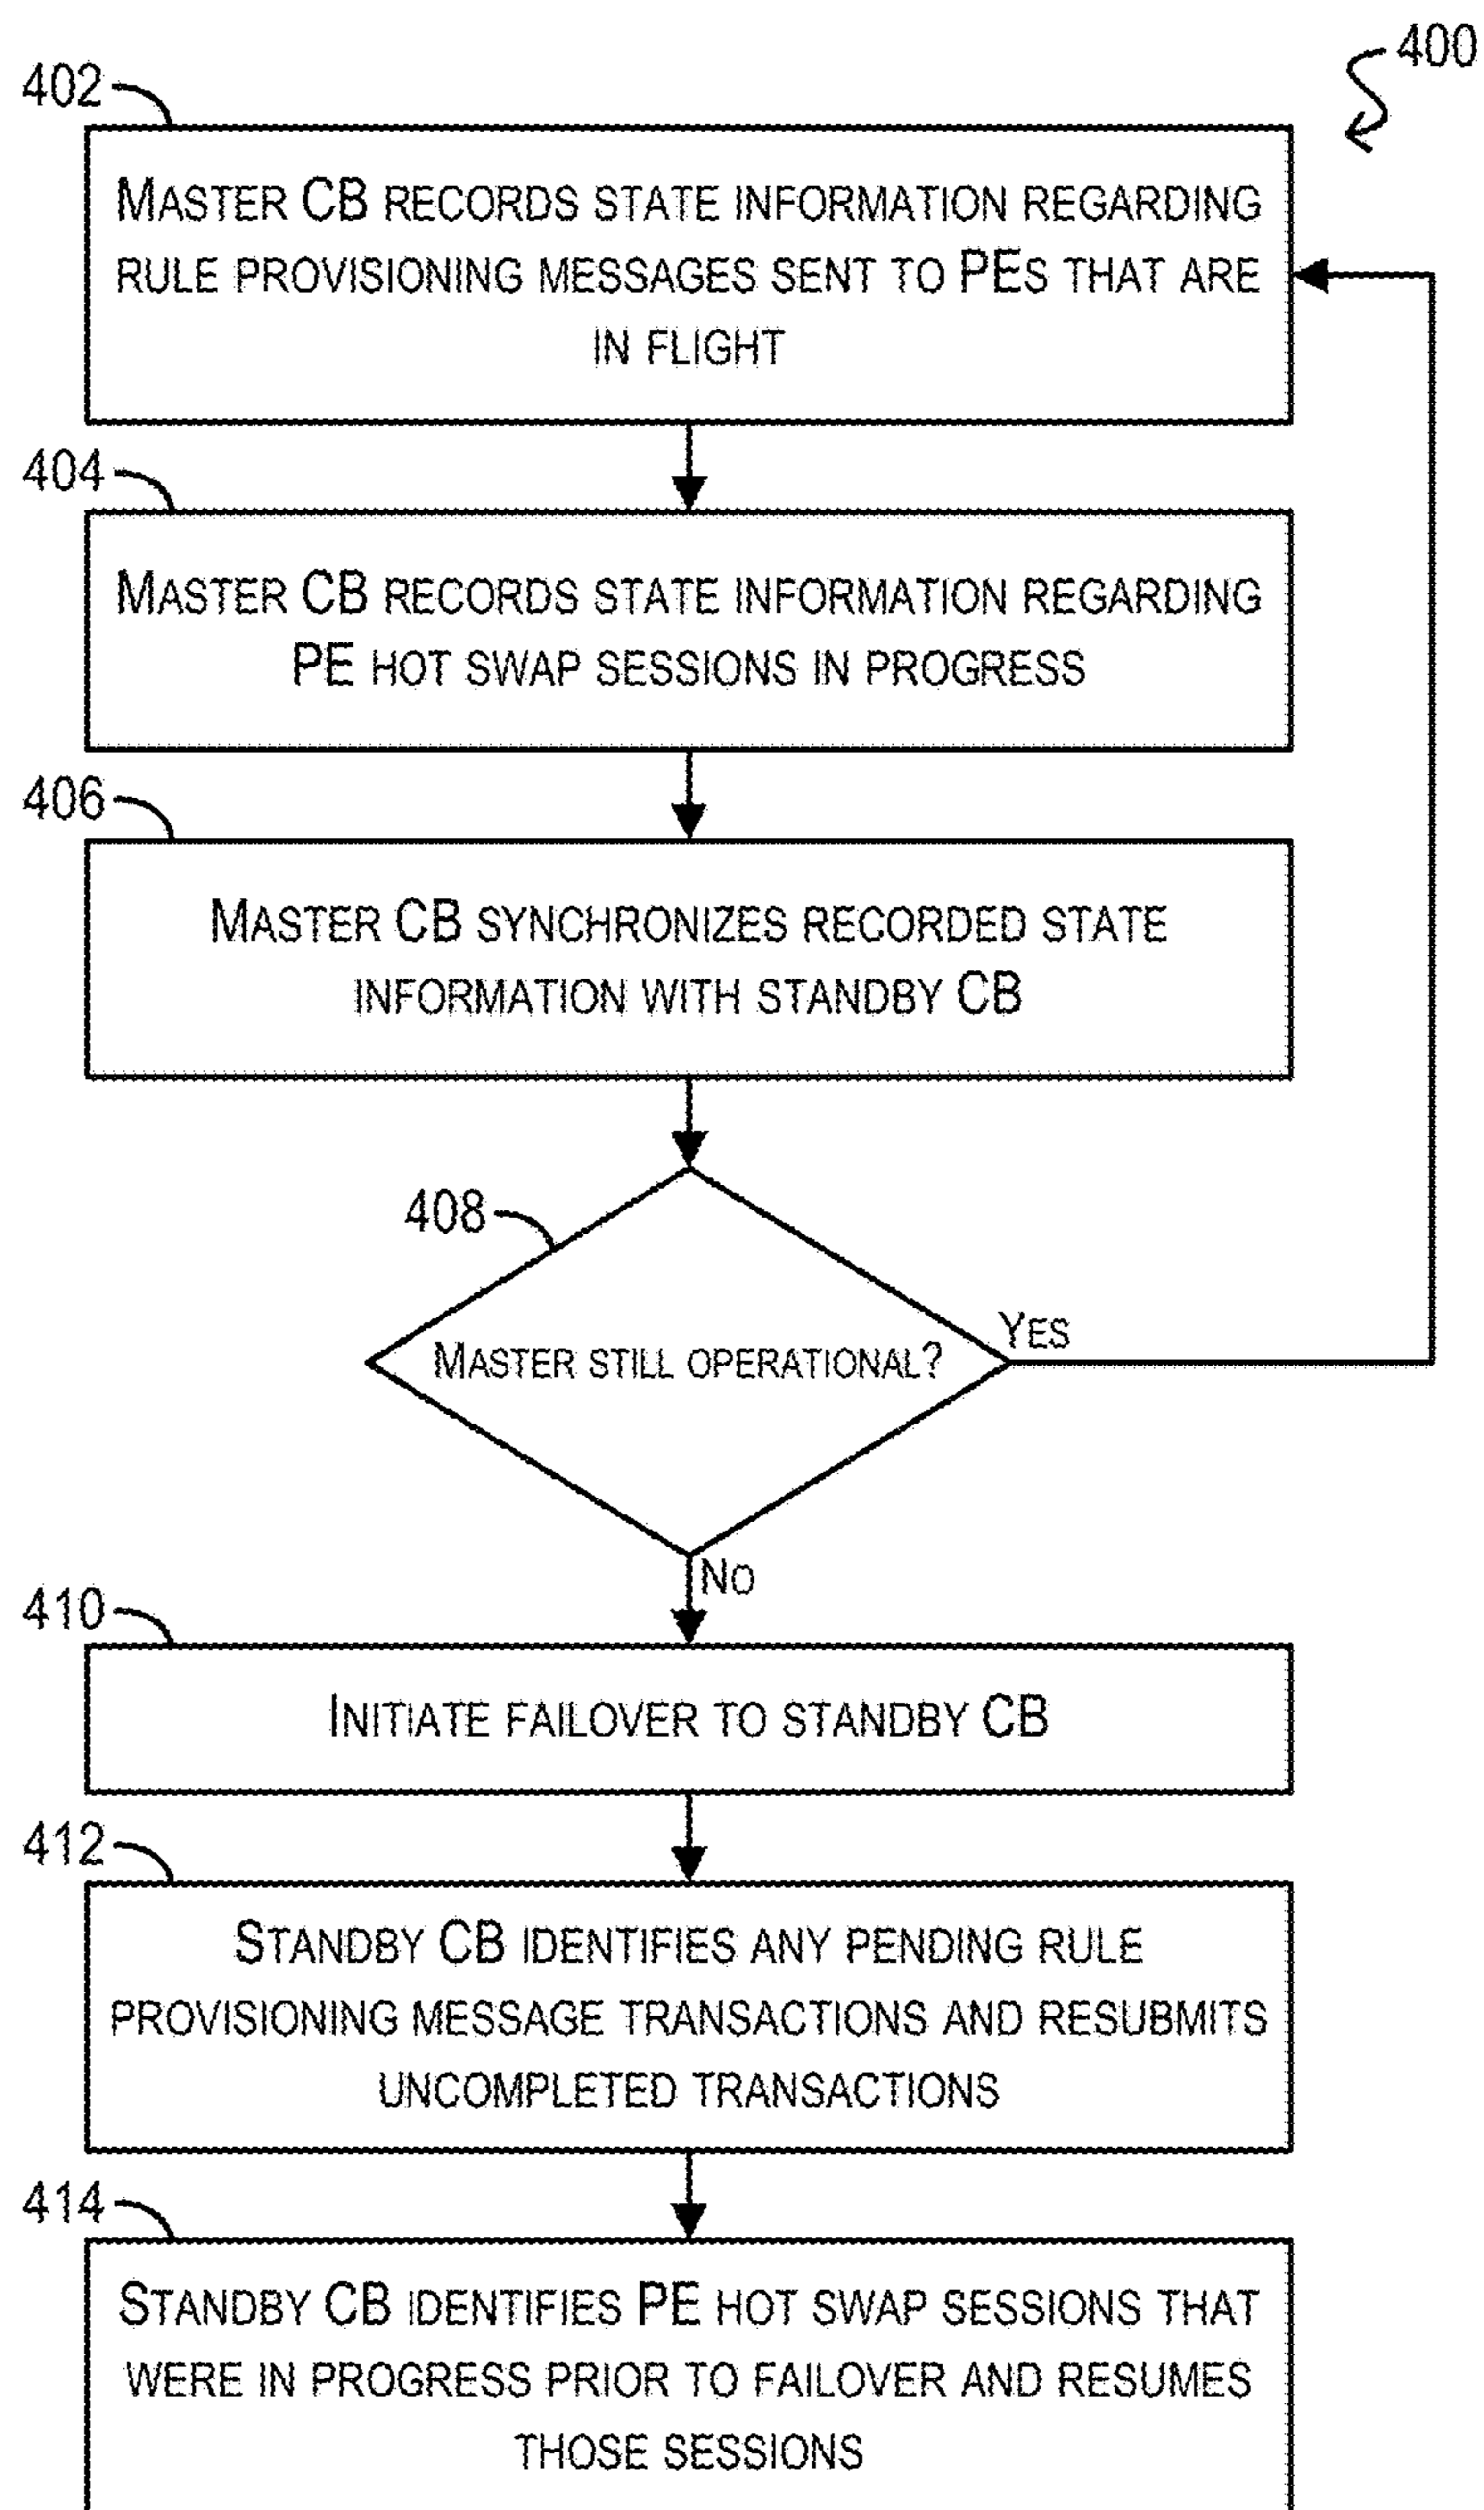 400
402
MASTER CB RECORDS STATE INFORMATION REGARDING
RULE PROVISIONING MESSAGES SENT TO PES THAT ARE
IN FLIGHT
404
MASTER CB RECORDS STATE INFORMATION REGARDING
PE HOT SWAP SESSIONS IN PROGRESS
406
MASTER CB SYNCHRONIZES RECORDED STATE
INFORMATION WITH STANDBY CB
408
MASTER STILL OPERATIONAL?
YES
NO
410
INITIATE FAILOVER TO STANDBY CB
412
STANDBY CB IDENTIFIES ANY PENDING RULE
PROVISIONING MESSAGE TRANSACTIONS AND RESUBMITS
UNCOMPLETED TRANSACTIONS
414
STANDBY CB IDENTIFIES PE HOT SWAP SESSIONS THAT
WERE IN PROGRESS PRIOR TO FAILOVER AND RESUMES
THOSE SESSIONS